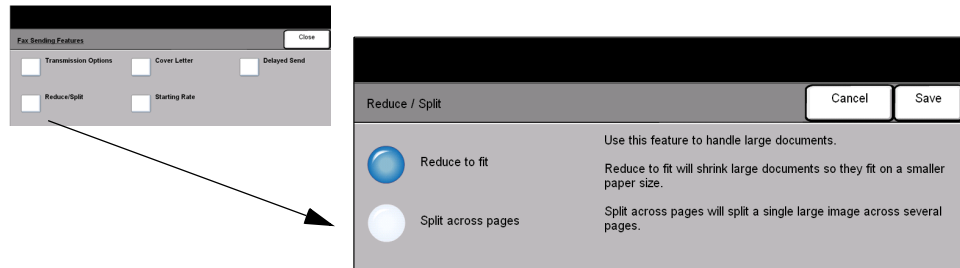 Fax Sending Features
Close
Transmission Options
Cover Letter
Delayed Send
Reduce/Split
Starting Rate
Reduce / Split
Cancel
Save
Reduce to fit
Split across pages
Use this feature to handle large documents.
Reduce to fit will shrink large documents so they fit on a smaller
paper size.
Split across pages will split a single large image across several
pages.